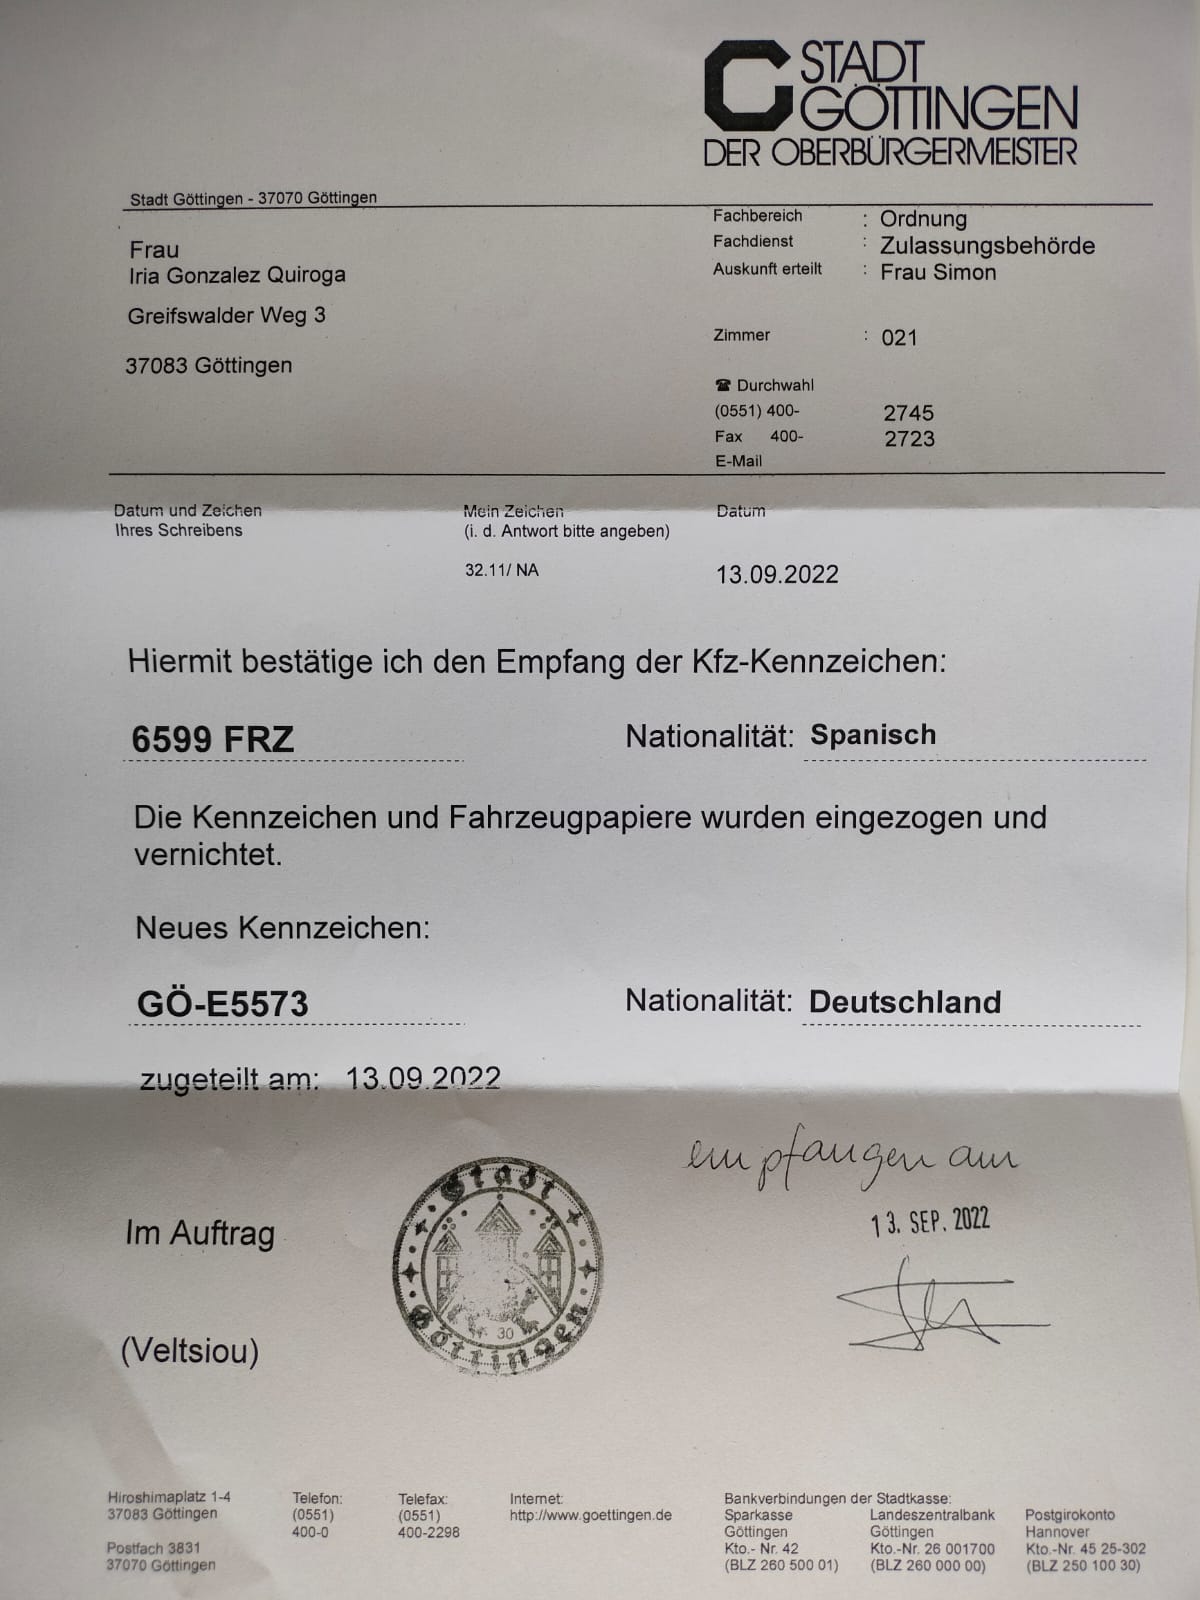 STADT
GÖTTINGEN
DER OBERBÜRGERMEISTER
Stadt Göttingen - 37070 Göttingen
Frau
Iria Gonzalez Quiroga
Greifswalder Weg 3
37083 Göttingen
Fachbereich : Ordnung
Fachdienst : Zulassungsbehörde
Auskunft erteilt : Frau Simon
Zimmer : 021
☎ Durchwahl
(0551) 400- 2745
Fax 400- 2723
E-Mail
Datum und Zeichen
Ihres Schreibens
Mein Zeichen
(i. d. Antwort bitte angeben)
32.11/ NA
Datum
13.09.2022
Hiermit bestätige ich den Empfang der Kfz-Kennzeichen:
6599 FRZ Nationalität: Spanisch
Die Kennzeichen und Fahrzeugpapiere wurden eingezogen und
vernichtet.
Neues Kennzeichen:
GÖ-E5573 Nationalität: Deutschland
zugeteilt am: 13.09.2022
empfangen am
13. SEP. 2022
Im Auftrag
Stadt
Göttingen
30
(Veltsiou)
Hiroshimaplatz 1-4
37083 Göttingen
Postfach 3831
37070 Göttingen
Telefon:
(0551)
400-0
Telefax:
(0551)
400-2298
Internet:
http://www.goettingen.de
Bankverbindungen der Stadtkasse:
Sparkasse
Göttingen
Kto.- Nr. 42
(BLZ 260 500 01)
Landeszentralbank
Göttingen
Kto.-Nr. 26 001700
(BLZ 260 000 00)
Postgirokonto
Hannover
Kto.-Nr. 45 25-302
(BLZ 250 100 30)